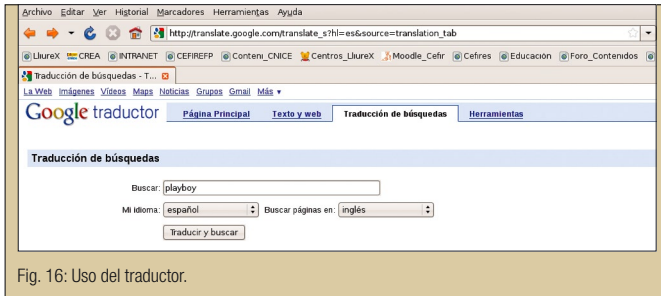 Archivo Editar Ver Historial Marcadores Herramientas Ayuda
http://translate.google.com/translate_s?hl=es&source=translation_tab
LliureX CREA INTRANET CEFIREFP Conteni_CNICE Centros_LliureX Moodle_Cefir Cefires Educación Foro_Contenidos
Traducción de búsquedas - T...
La Web Imágenes Vídeos Maps Noticias Grupos Gmail Más
Google traductor Página Principal Texto y web Traducción de búsquedas Herramientas
Traducción de búsquedas
Buscar: playboy
Mi idioma: español Buscar páginas en: inglés
Traducir y buscar
Fig. 16: Uso del traductor.